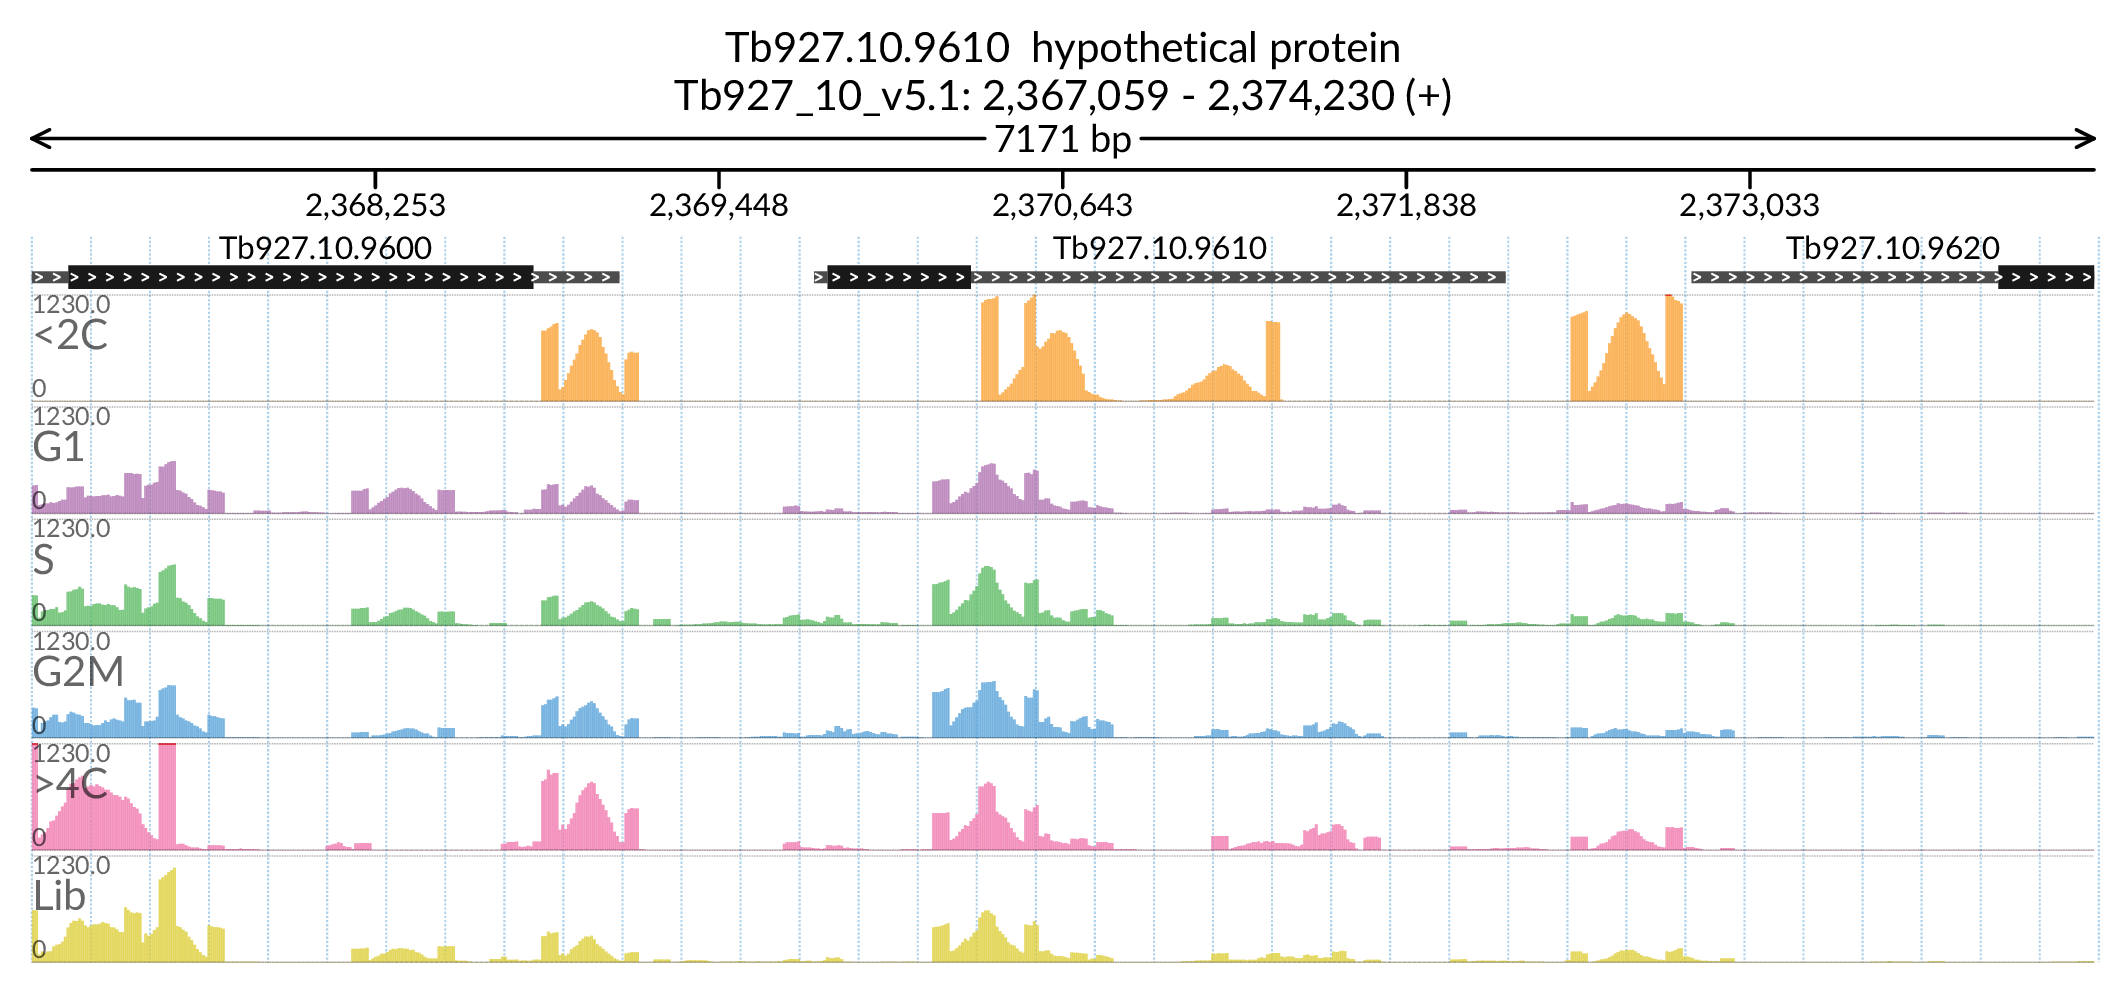 Tb927.10.9610 hypothetical protein
Tb927_10_v5.1: 2,367,059 - 2,374,230 (+)
7171 bp
2,368,253 2,369,448 2,370,643 2,371,838 2,373,033
Tb927.10.9600 Tb927.10.9610 Tb927.10.9620
1230.0
<2C
0
1230.0
G1
0
1230.0
S
0
1230.0
G2M
0
1230.0
>4C
0
1230.0
Lib
0